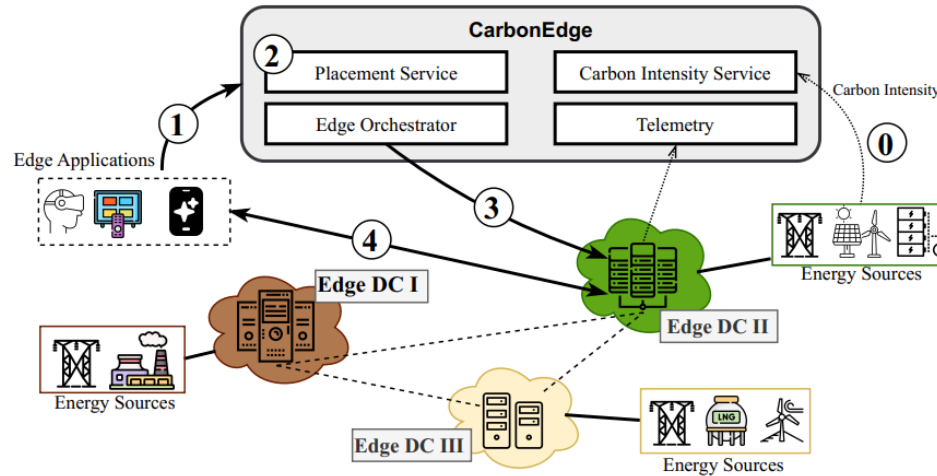 CarbonEdge
2
Placement Service
Carbon Intensity Service
Edge Orchestrator
Telemetry
Carbon Intensity
1
0
Edge Applications
3
4
Energy Sources
Edge DC I
Edge DC II
Energy Sources
LNG
Edge DC III
Energy Sources